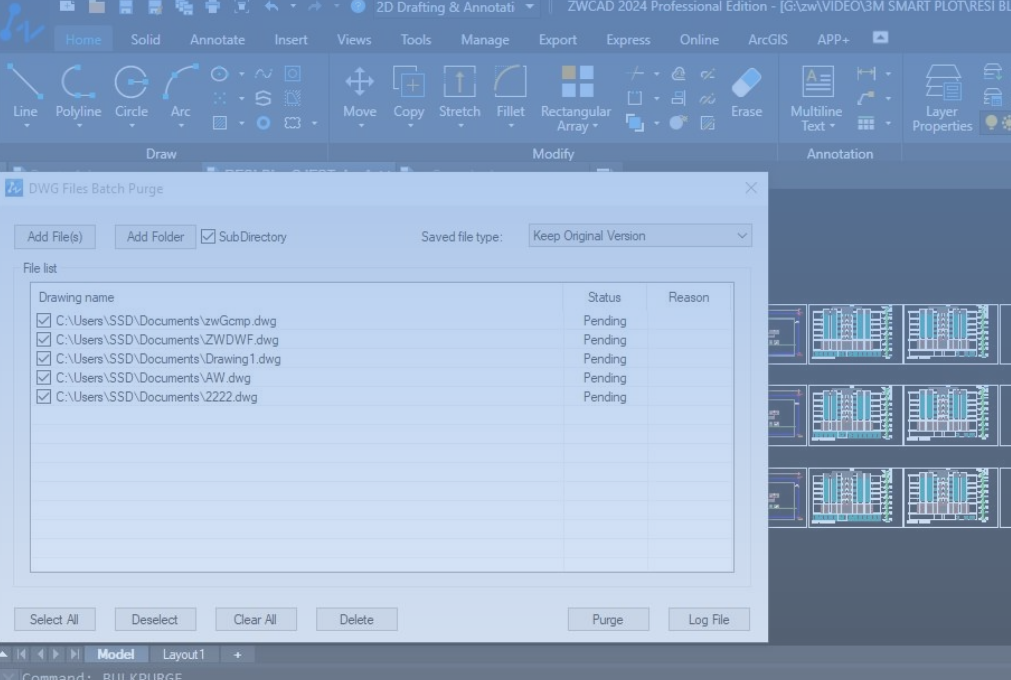 2D Drafting & Annotati
ZWCAD 2024 Professional Edition - [G:\zw\VIDEO\3M SMART PLOT\RESI BL
Home Solid Annotate Insert Views Tools Manage Export Express Online ArcGIS APP+
Line Polyline Circle Arc Move Copy Stretch Fillet Rectangular Array Erase Multiline Text Layer Properties
Draw Modify Annotation
DWG Files Batch Purge
Add File(s) Add Folder SubDirectory Saved file type: Keep Original Version
File list
Drawing name Status Reason
C:\Users\SSD\Documents\zwGcmp.dwg Pending
C:\Users\SSD\Documents\ZWDWF.dwg Pending
C:\Users\SSD\Documents\Drawing1.dwg Pending
C:\Users\SSD\Documents\AW.dwg Pending
C:\Users\SSD\Documents\2222.dwg Pending
Select All Deselect Clear All Delete Purge Log File
Model Layout1 +
Command: BULKPURGE